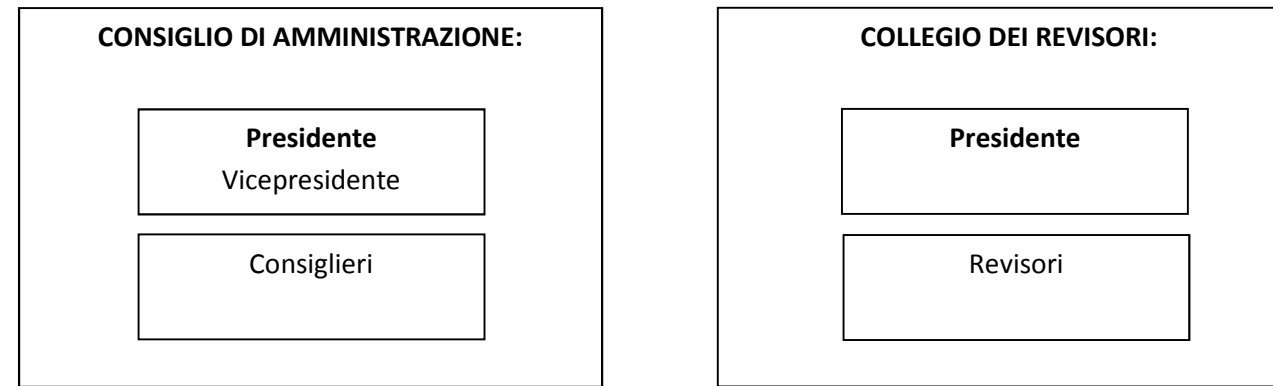 CONSIGLIO DI AMMINISTRAZIONE:
Presidente
Vicepresidente
Consiglieri
COLLEGIO DEI REVISORI:
Presidente
Revisori